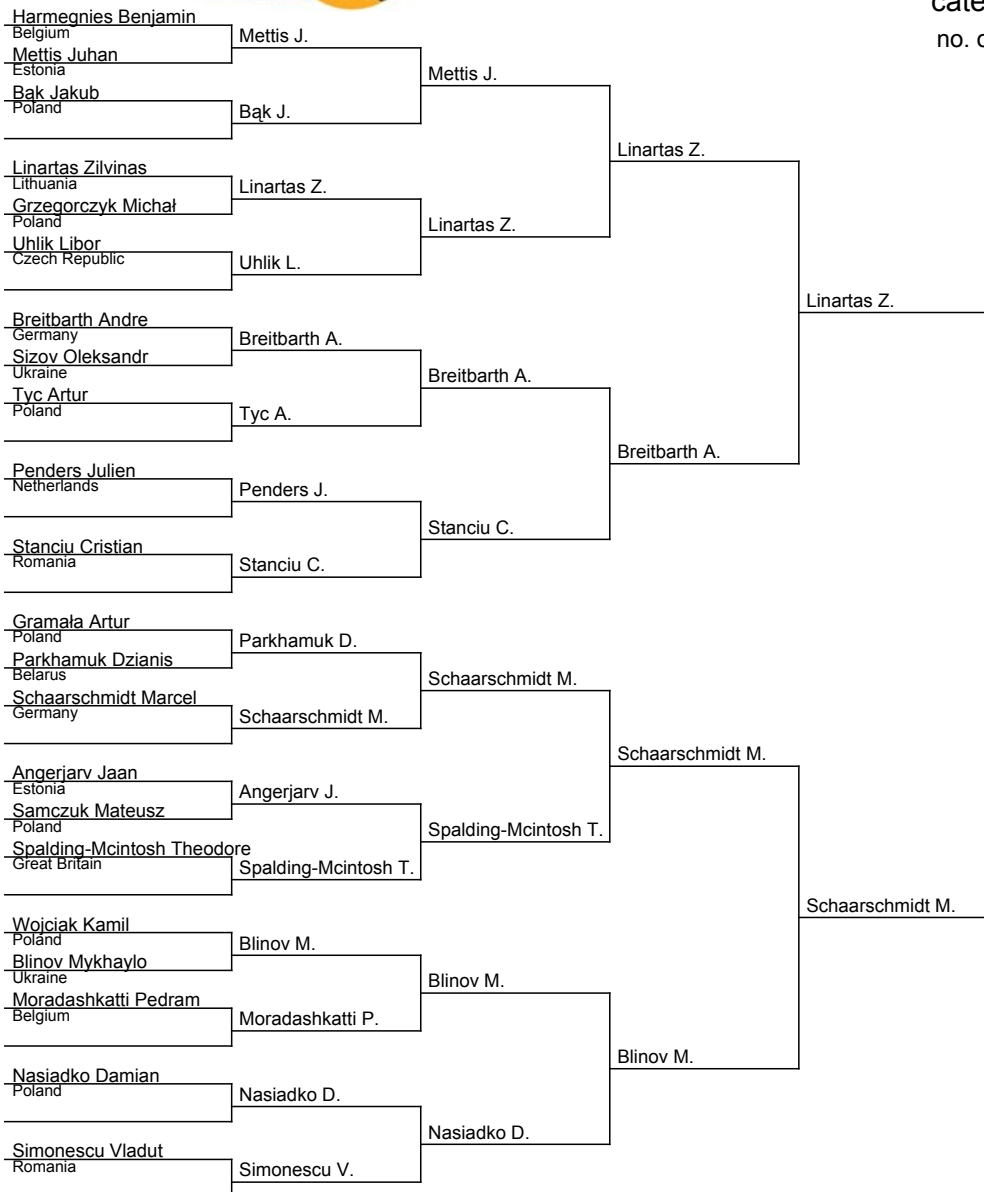 cate
no. o
Harmegnies Benjamin
Belgium
Mettis Juhan
Estonia
Bąk Jakub
Poland
Linartas Zilvinas
Lithuania
Grzegorczyk Michał
Poland
Uhlik Libor
Czech Republic
Breitbarth Andre
Germany
Sizov Oleksandr
Ukraine
Tyc Artur
Poland
Penders Julien
Netherlands
Stanciu Cristian
Romania
Gramała Artur
Poland
Parkhamuk Dzianis
Belarus
Schaarschmidt Marcel
Germany
Angerjarv Jaan
Estonia
Samczuk Mateusz
Poland
Spalding-Mcintosh Theodore
Great Britain
Wojciak Kamil
Poland
Blinov Mykhaylo
Ukraine
Moradashkatti Pedram
Belgium
Nasiadko Damian
Poland
Simonescu Vladut
Romania
Mettis J.
Bąk J.
Linartas Z.
Uhlik L.
Breitbarth A.
Tyc A.
Penders J.
Stanciu C.
Parkhamuk D.
Schaarschmidt M.
Angerjarv J.
Spalding-Mcintosh T.
Blinov M.
Moradashkatti P.
Nasiadko D.
Simonescu V.
Mettis J.
Linartas Z.
Breitbarth A.
Stanciu C.
Schaarschmidt M.
Spalding-Mcintosh T.
Blinov M.
Nasiadko D.
Linartas Z.
Breitbarth A.
Schaarschmidt M.
Blinov M.
Linartas Z.
Schaarschmidt M.